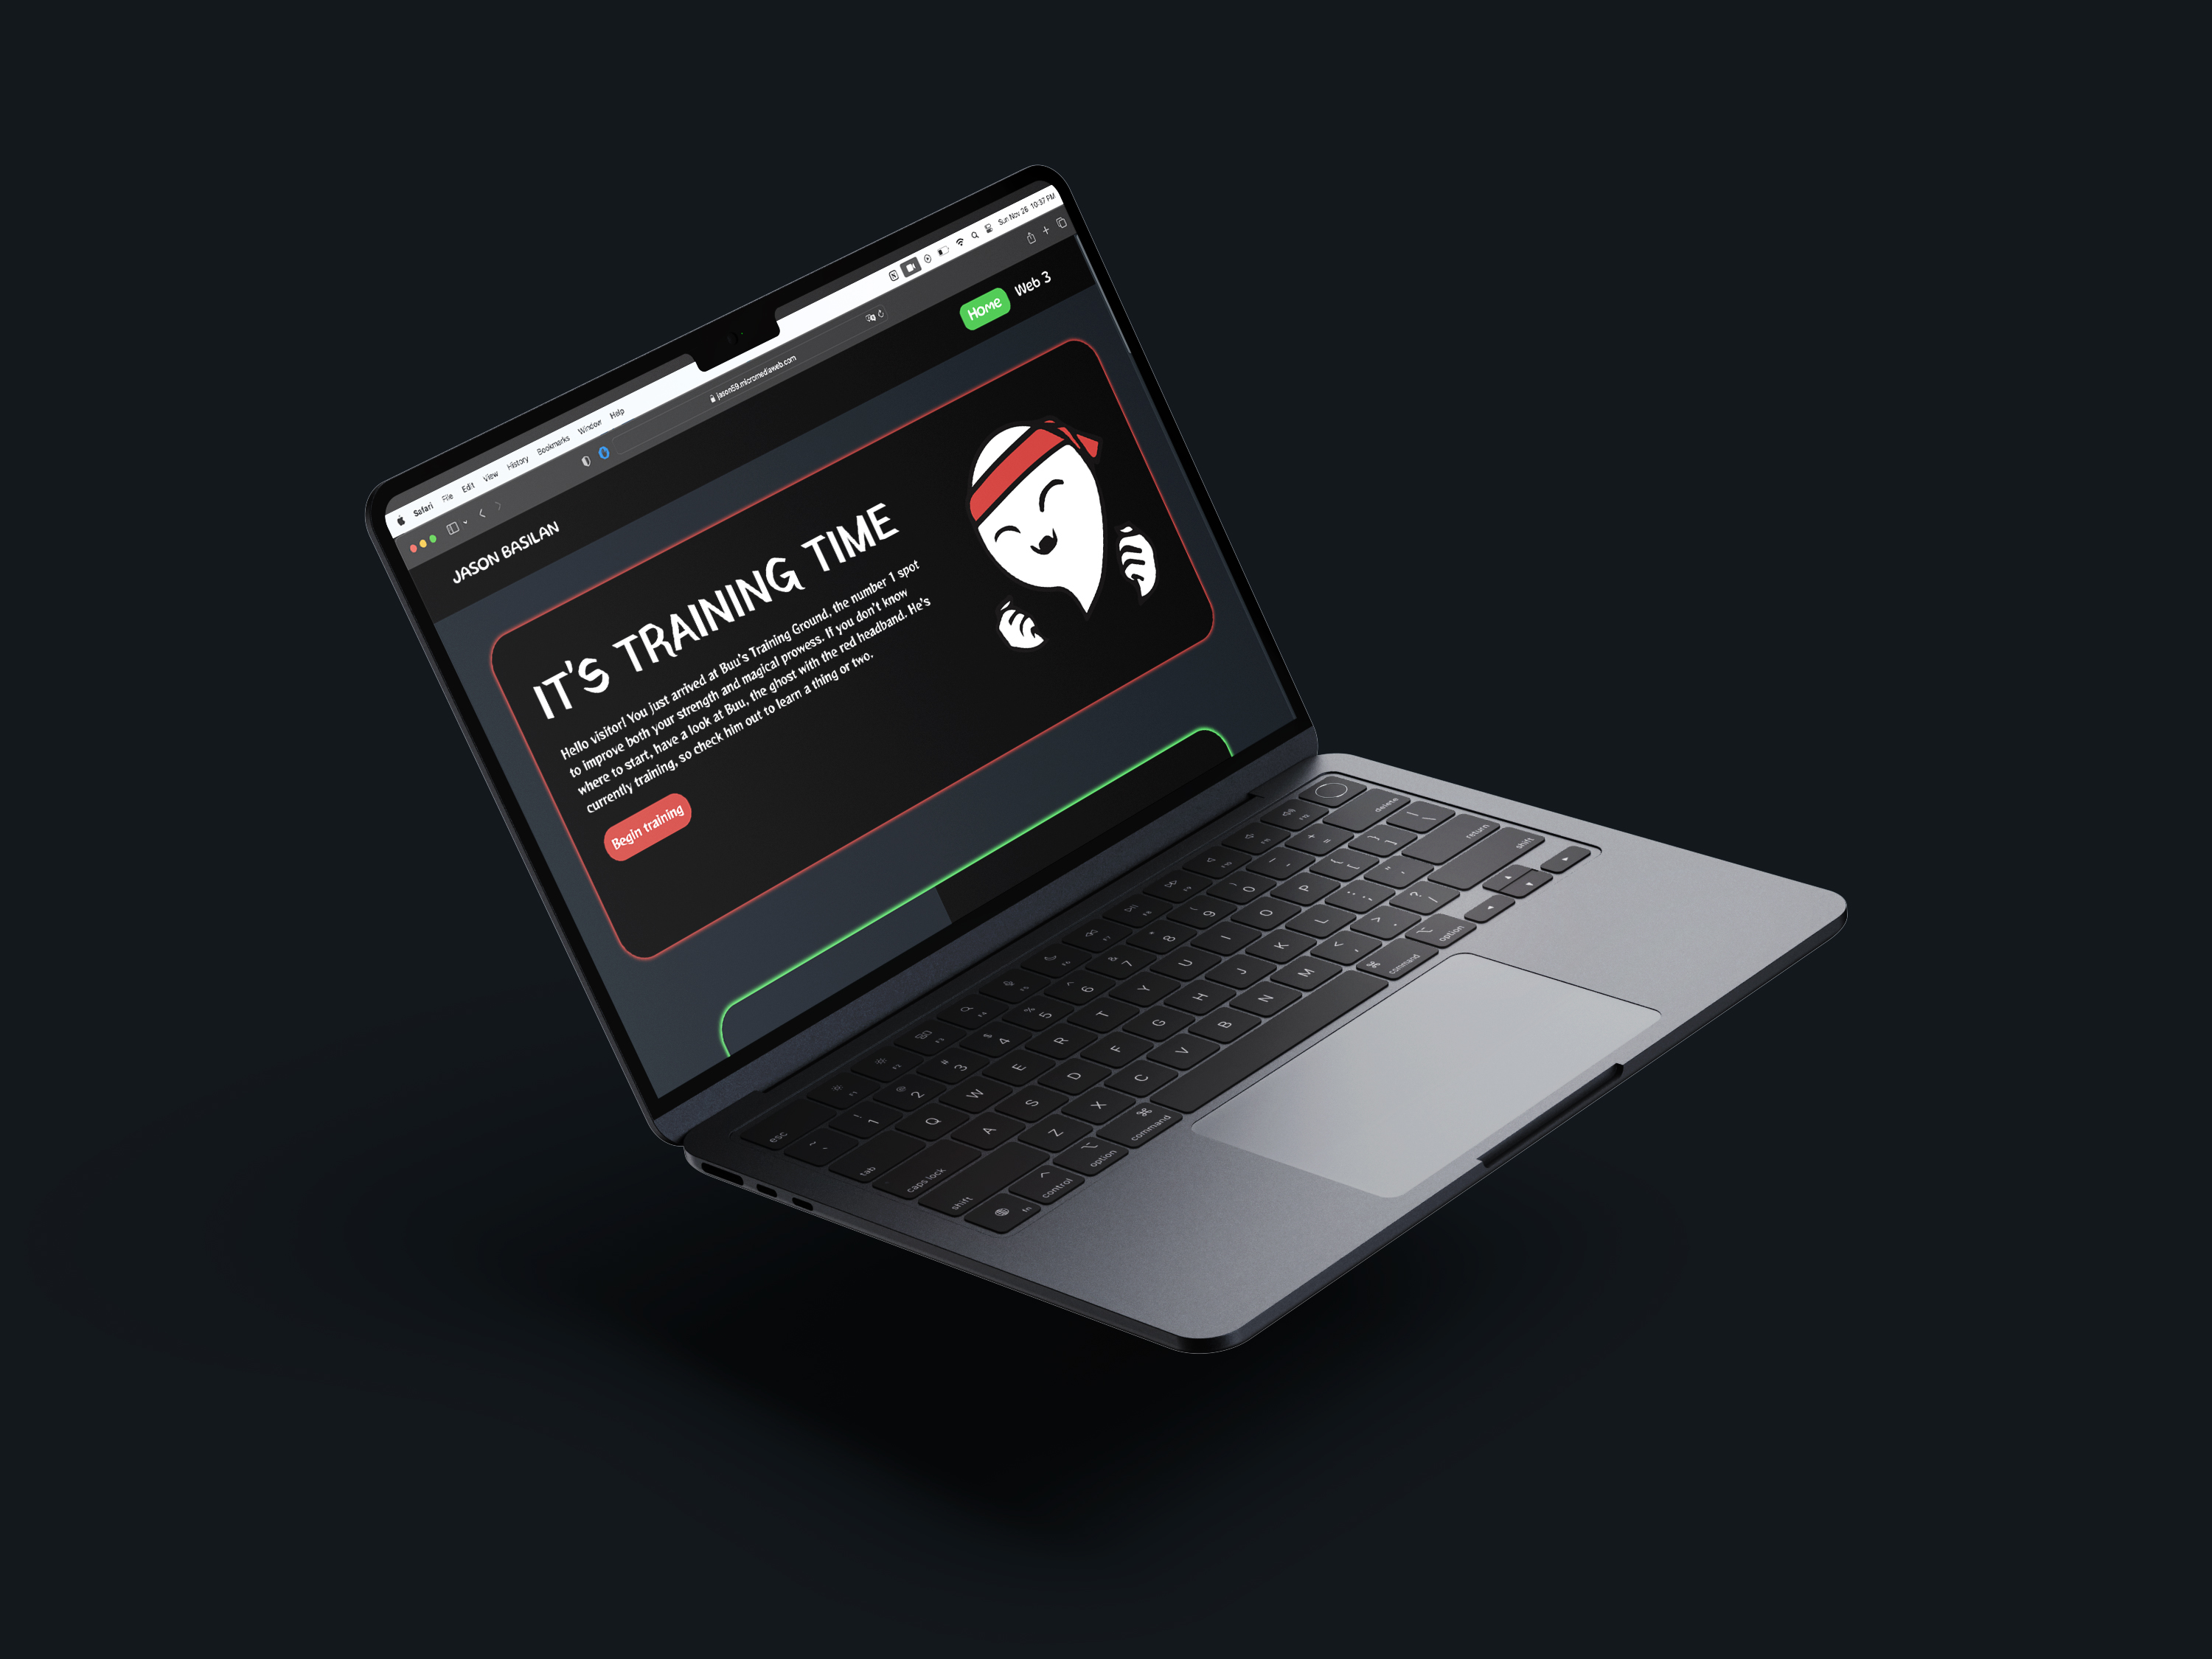 Safari File Edit View History Bookmarks Window Help
Sun Nov 26 10:37 PM
jason59.micromediaweb.com
JASON BASILAN
Home Web 3
IT'S TRAINING TIME
Hello visitor! You just arrived at Buu's Training Ground, the number 1 spot
to improve both your strength and magical prowess. If you don't know
where to start, have a look at Buu, the ghost with the red headband. He's
currently training, so check him out to learn a thing or two.
Begin training
esc
~ ` ! 1 @ 2 # 3 $ 4 % 5 ^ 6 & 7 * 8 ( 9 ) 0 _ - + = delete
tab Q W E R T Y U I O P { [ } ] | \
caps lock A S D F G H J K L : ; " ' return
shift Z X C V B N M < , > . ? / shift
fn control option command command option